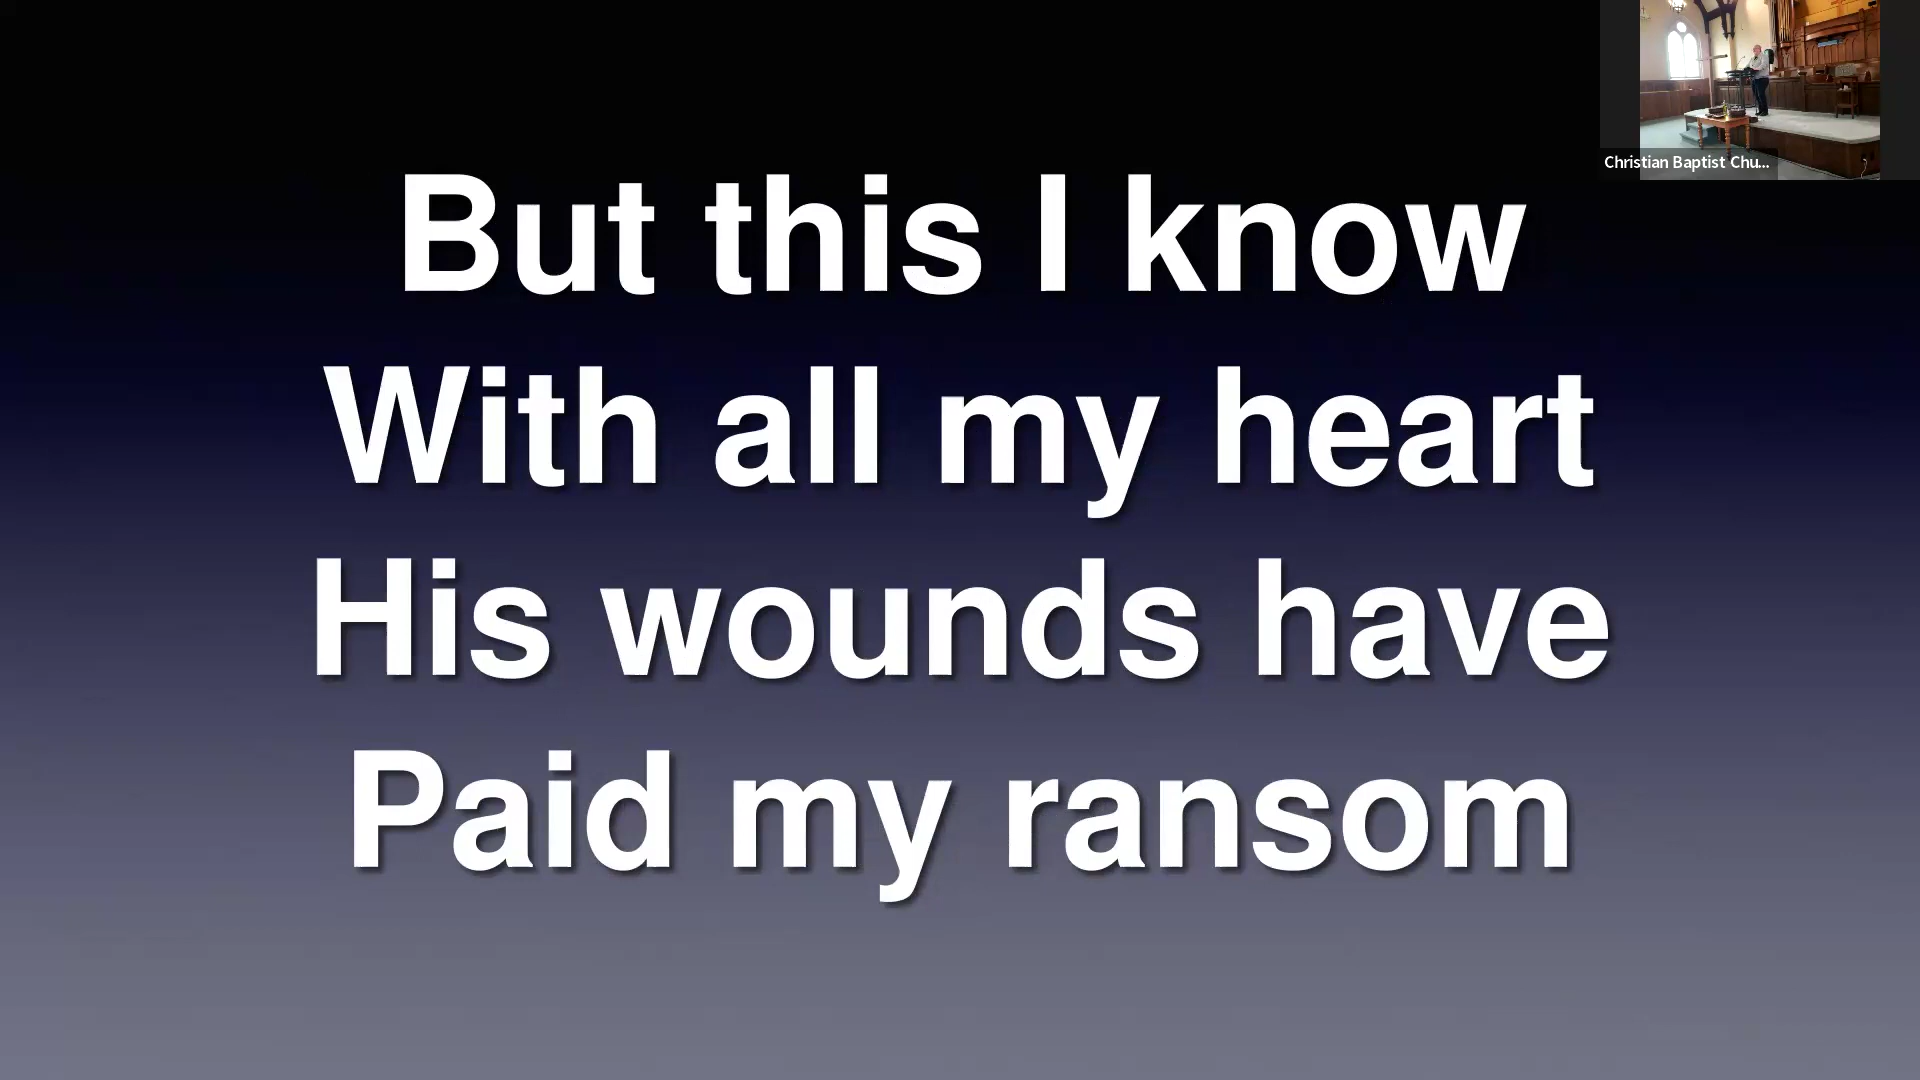 Christian Baptist Chu...
But this I know
With all my heart
His wounds have
Paid my ransom